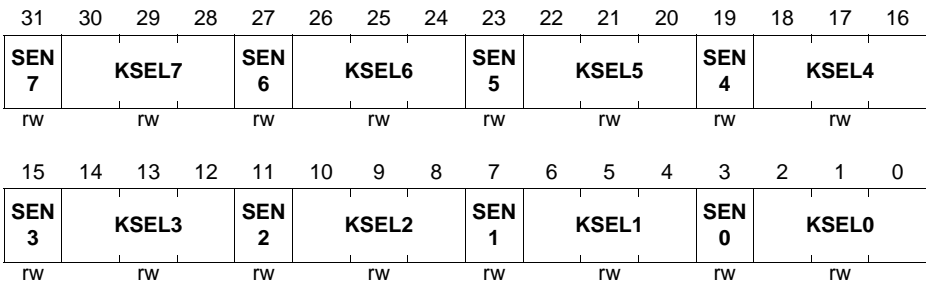 31 30 29 28 27 26 25 24 23 22 21 20 19 18 17 16
SEN 7 KSEL7 SEN 6 KSEL6 SEN 5 KSEL5 SEN 4 KSEL4
rw rw rw rw rw rw rw rw
15 14 13 12 11 10 9 8 7 6 5 4 3 2 1 0
SEN 3 KSEL3 SEN 2 KSEL2 SEN 1 KSEL1 SEN 0 KSEL0
rw rw rw rw rw rw rw rw